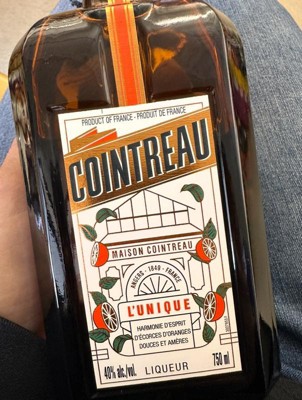 PRODUCT OF FRANCE - PRODUIT DE FRANCE
COINTREAU
MAISON COINTREAU
ANGERS - 1849 - FRANCE
L'UNIQUE
HARMONIE D'ESPRIT
D'ÉCORCES D'ORANGES
DOUCES ET AMÈRES
40% alc./vol. LIQUEUR 750 ml